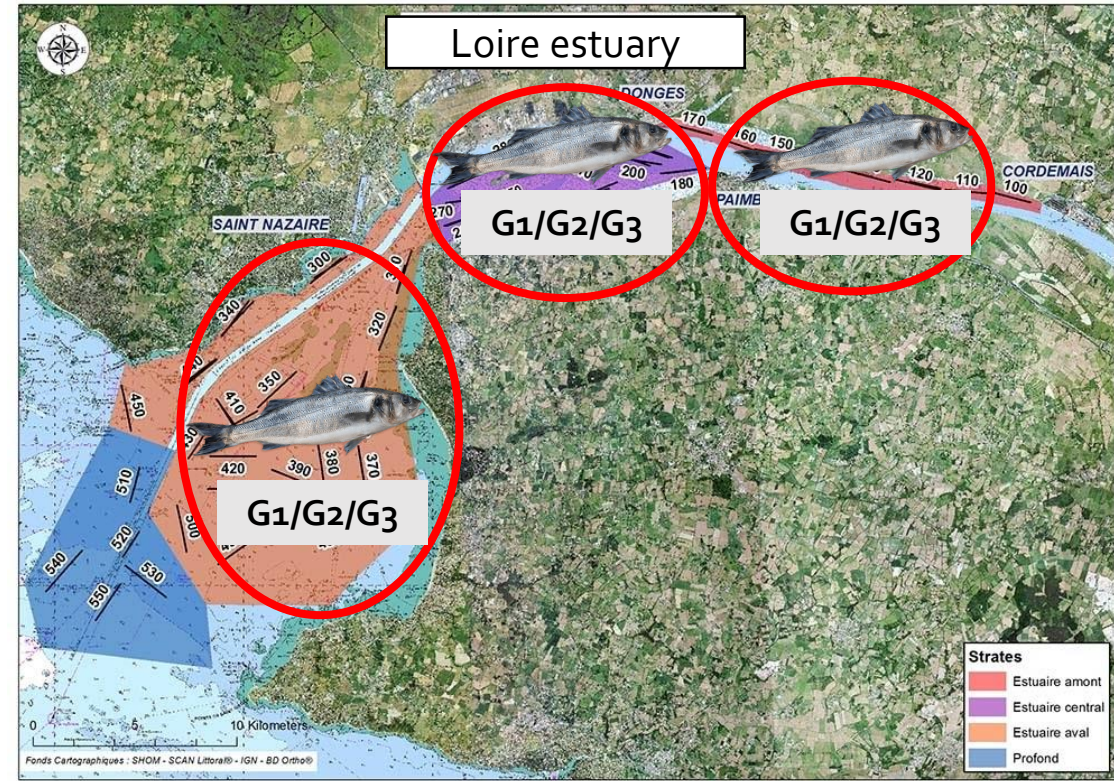 Loire estuary
N
W
E
S
DONGES
170
160
150
CORDEMAIS
120
110
100
200
180
270
SAINT NAZAIRE
G1/G2/G3
G1/G2/G3
300
340
320
350
410
450
420
390
380
370
G1/G2/G3
510
500
520
540
530
550
Strates
Estuaire amont
Estuaire central
Estuaire aval
Profond
0 5 10 Kilometers
Fonds Cartographiques : SHOM - SCAN Littoral® - IGN - BD Ortho®